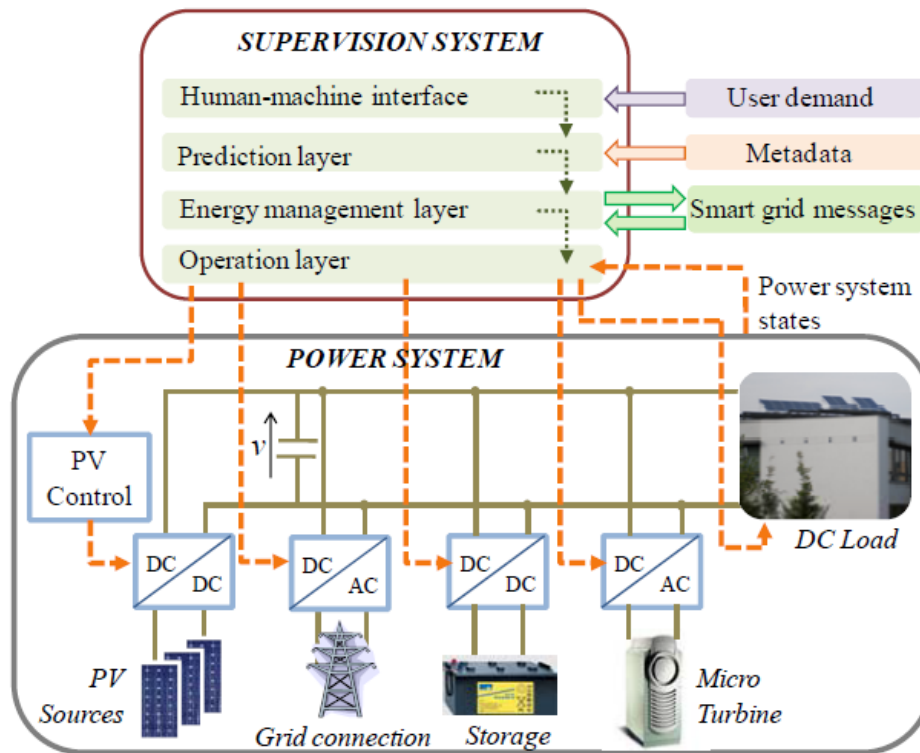 SUPERVISION SYSTEM
Human-machine interface
User demand
Prediction layer
Metadata
Energy management layer
Smart grid messages
Operation layer
Power system
states
POWER SYSTEM
v
PV
Control
DC Load
DC
DC
DC
AC
DC
DC
DC
AC
PV
Sources
Grid connection
Storage
Micro
Turbine